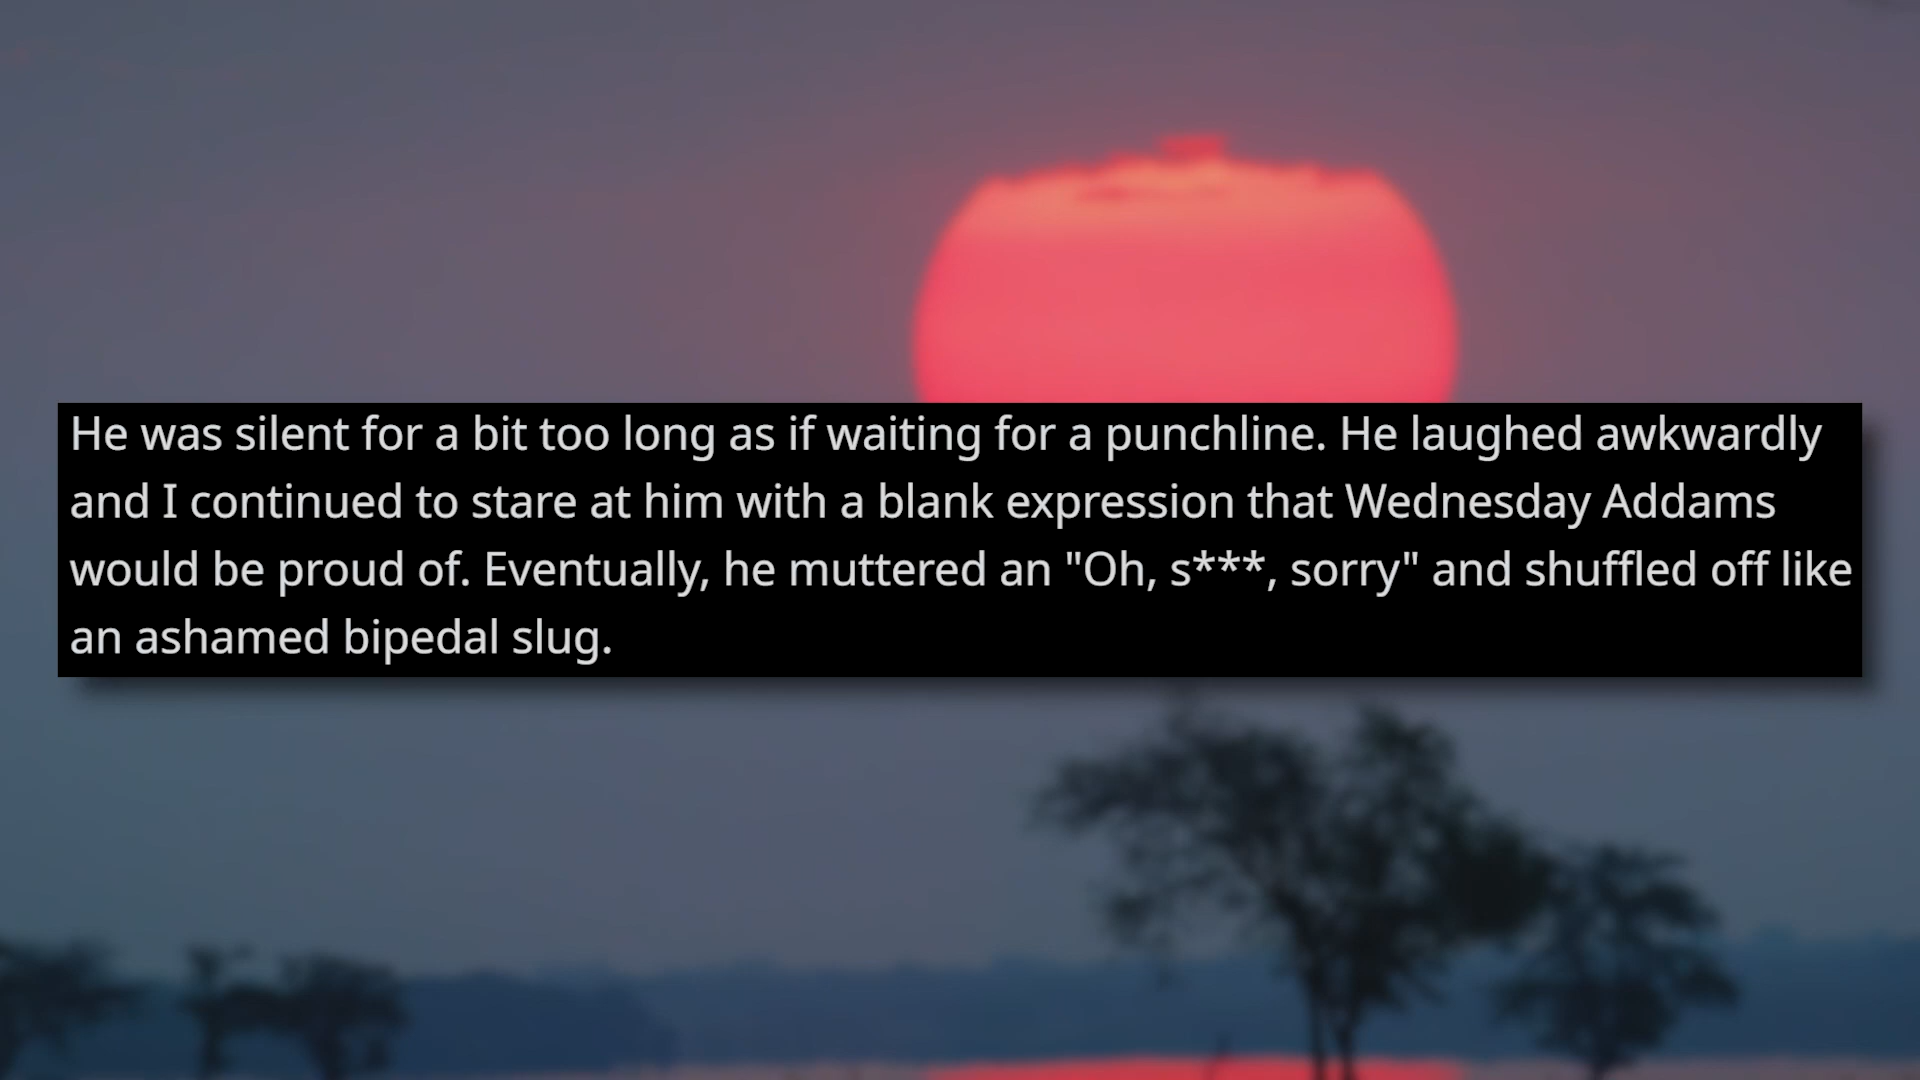 He was silent for a bit too long as if waiting for a punchline. He laughed awkwardly
and I continued to stare at him with a blank expression that Wednesday Addams
would be proud of. Eventually, he muttered an "Oh, s***, sorry" and shuffled off like
an ashamed bipedal slug.